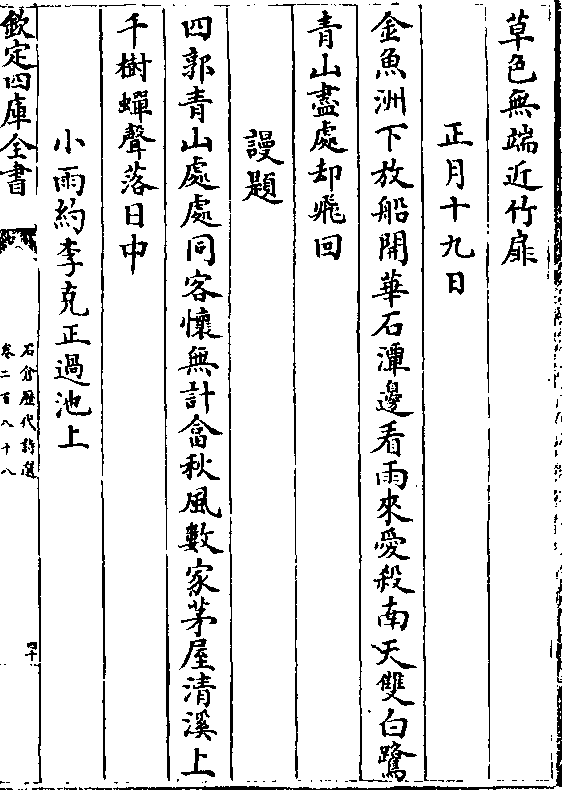 草色無端近竹扉
正月十九日
金魚洲下放船開華石潭邊看雨來愛殺南天雙白鷺
青山盡處却飛回
謾題
四郭青山處處同客懷無計畣秋風數家茅屋清溪上
千樹蟬聲落日中
小雨約李克正過池上
欽定四庫全書
石倉歷代詩選
卷二百八十八
四十